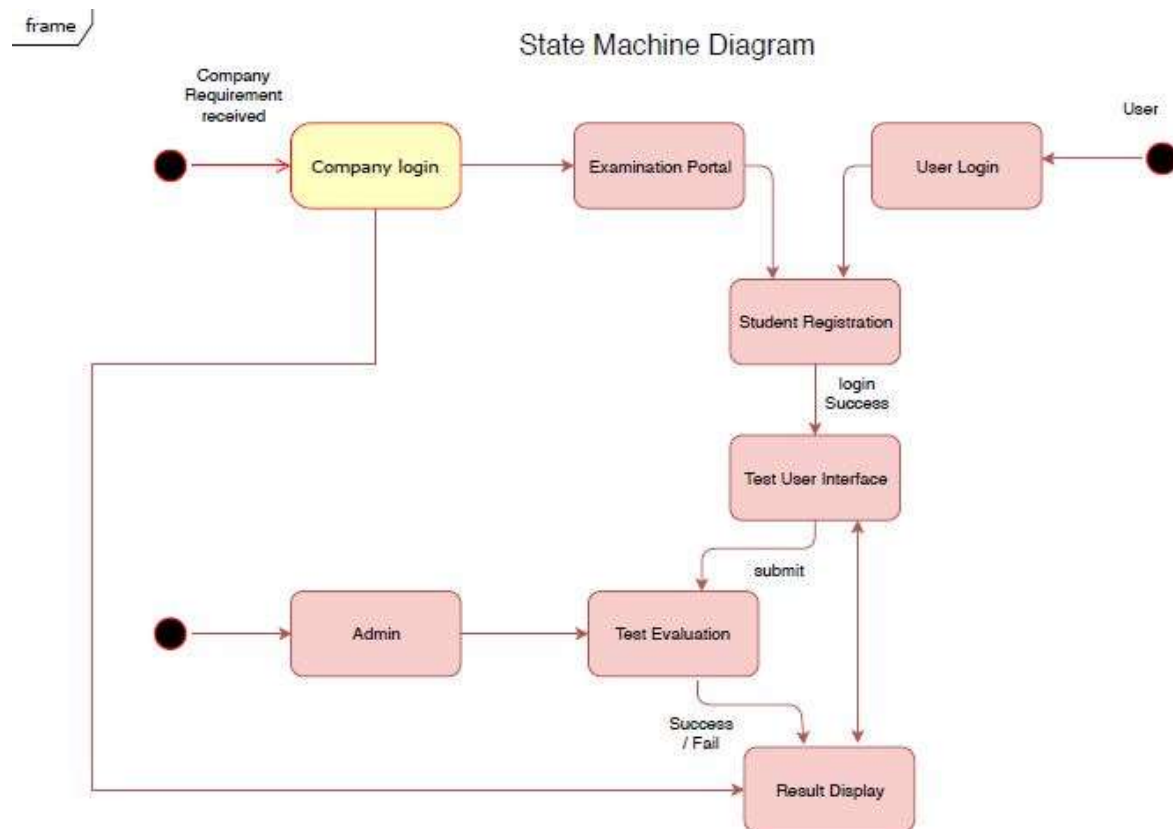 frame
State Machine Diagram
Company
Requirement
received
User
Company login
Examination Portal
User Login
Student Registration
login
Success
Test User Interface
submit
Admin
Test Evaluation
Success
/ Fail
Result Display